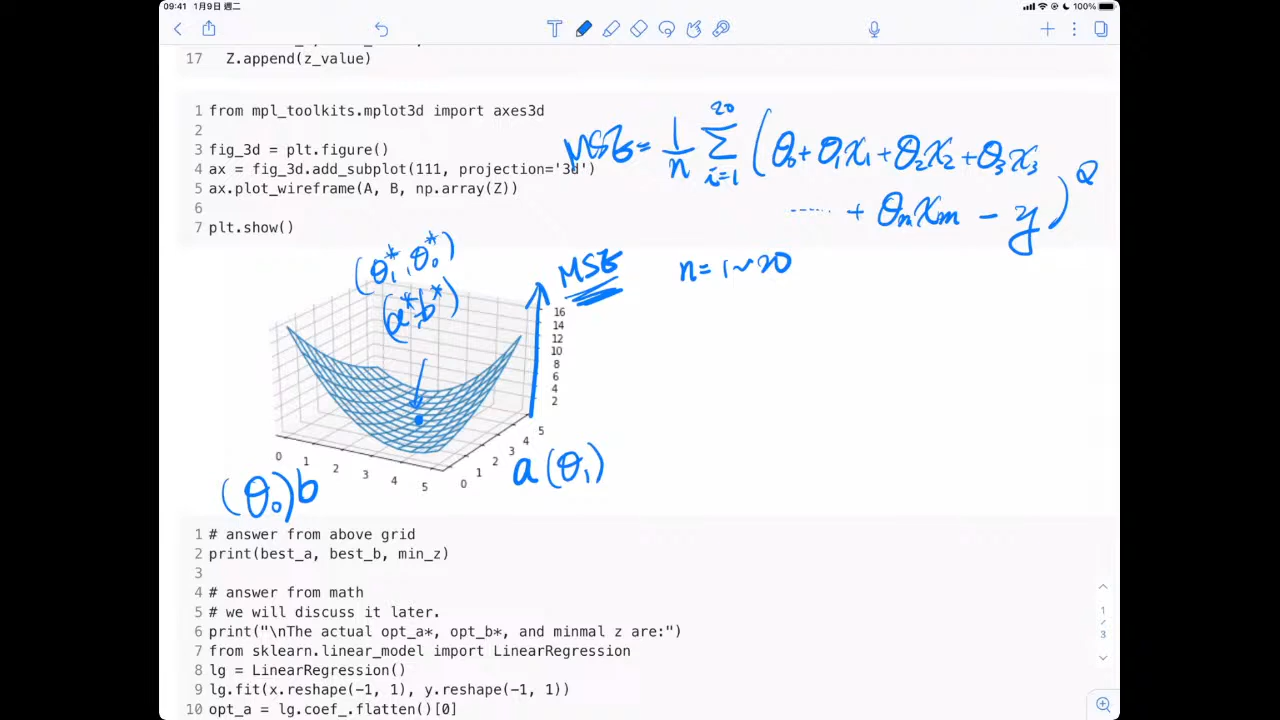 09:41 1月9日 週二
100%
17 Z.append(z_value)
1 from mpl_toolkits.mplot3d import axes3d
2
3 fig_3d = plt.figure()
4 ax = fig_3d.add_subplot(111, projection='3d')
5 ax.plot_wireframe(A, B, np.array(Z))
6
7 plt.show()
MSE = 1/n 20 Σ i=1 (θ0 + θ1x1 + θ2x2 + θ3x3
..... + θmxm - y)2
n = 1~20
(θ1*, θ0*)
(a*, b*)
MSE
16
14
12
10
8
6
4
2
0 1 2 3 4 5
0 1 2 3 4 5
(θ0) b
a (θ1)
1 # answer from above grid
2 print(best_a, best_b, min_z)
3
4 # answer from math
5 # we will discuss it later.
6 print("\nThe actual opt_a*, opt_b*, and minmal z are:")
7 from sklearn.linear_model import LinearRegression
8 lg = LinearRegression()
9 lg.fit(x.reshape(-1, 1), y.reshape(-1, 1))
10 opt_a = lg.coef_.flatten()[0]
1
/
3